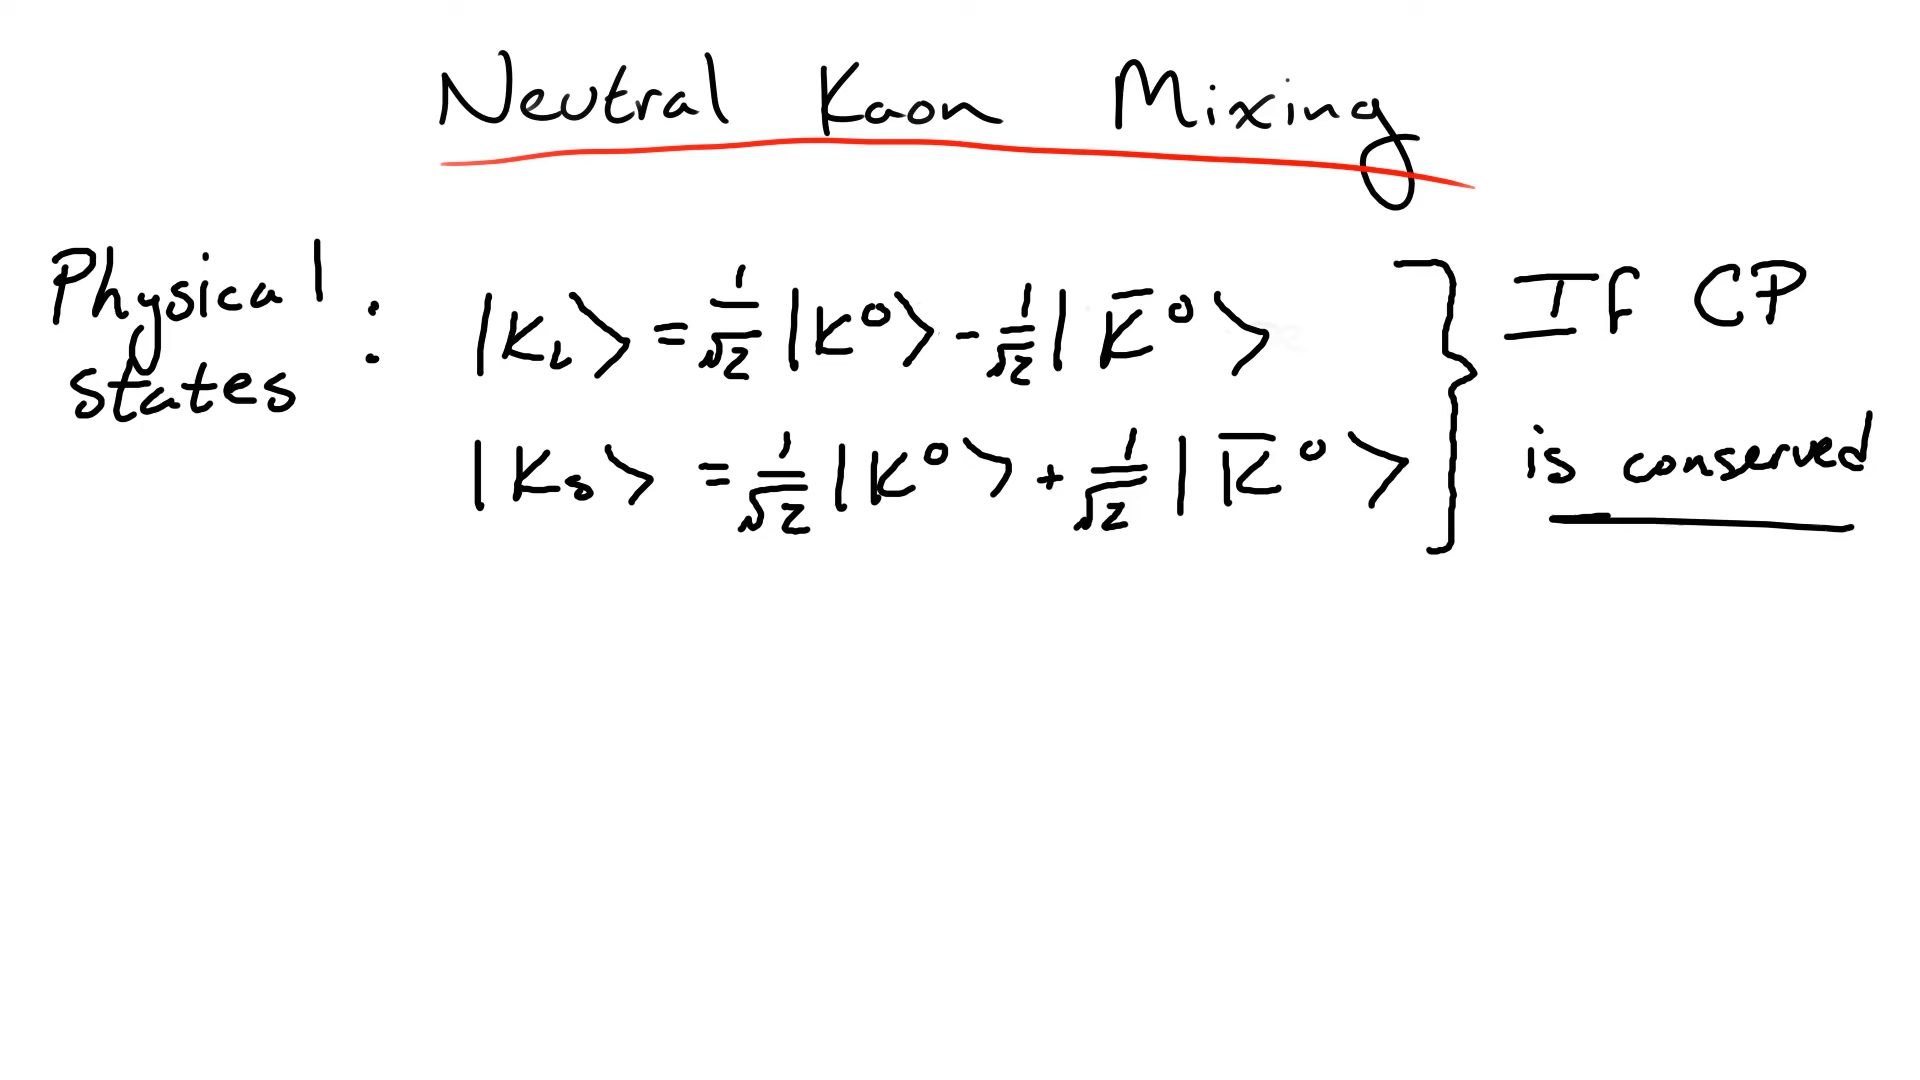 Neutral Kaon Mixing
Physical states :
|K_L⟩ = 1/√2 |K⁰⟩ - 1/√2 | K̅⁰ ⟩
|K_S⟩ = 1/√2 |K⁰⟩ + 1/√2 | K̅⁰ ⟩
If CP
is conserved